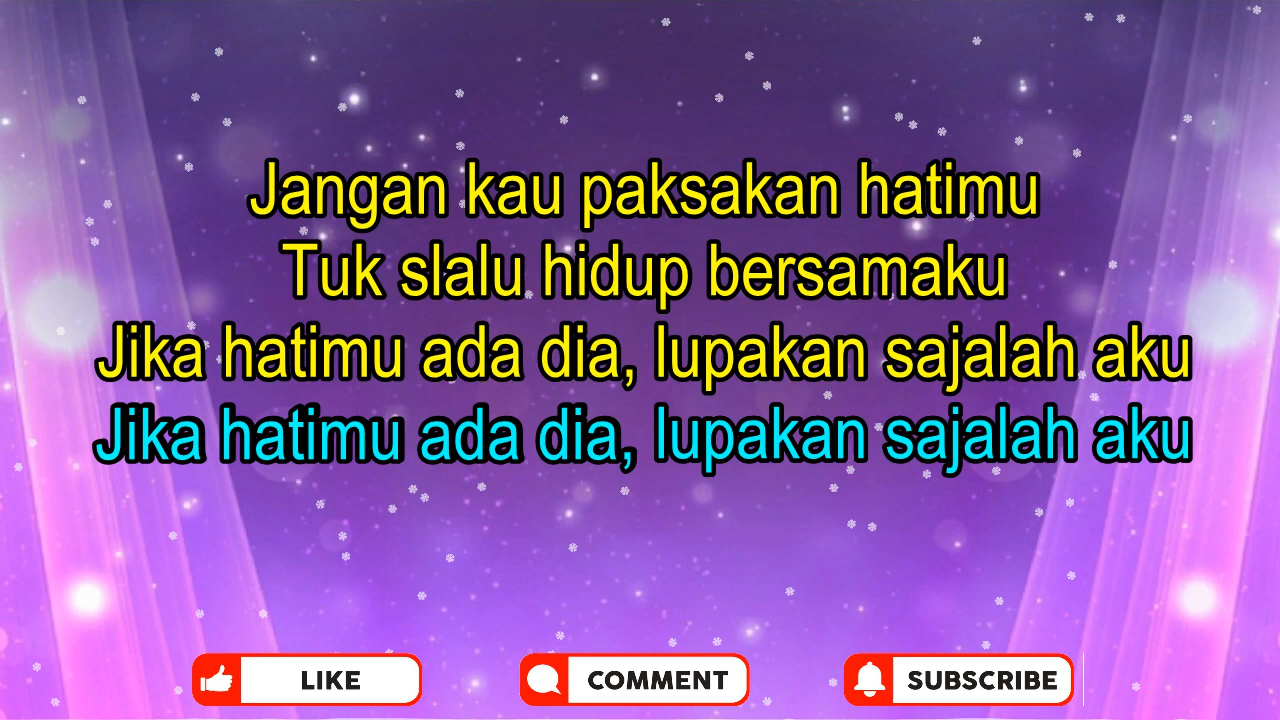 Jangan kau paksakan hatimu
Tuk slalu hidup bersamaku
Jika hatimu ada dia, lupakan sajalah aku
Jika hatimu ada dia, lupakan sajalah aku
LIKE
COMMENT
SUBSCRIBE